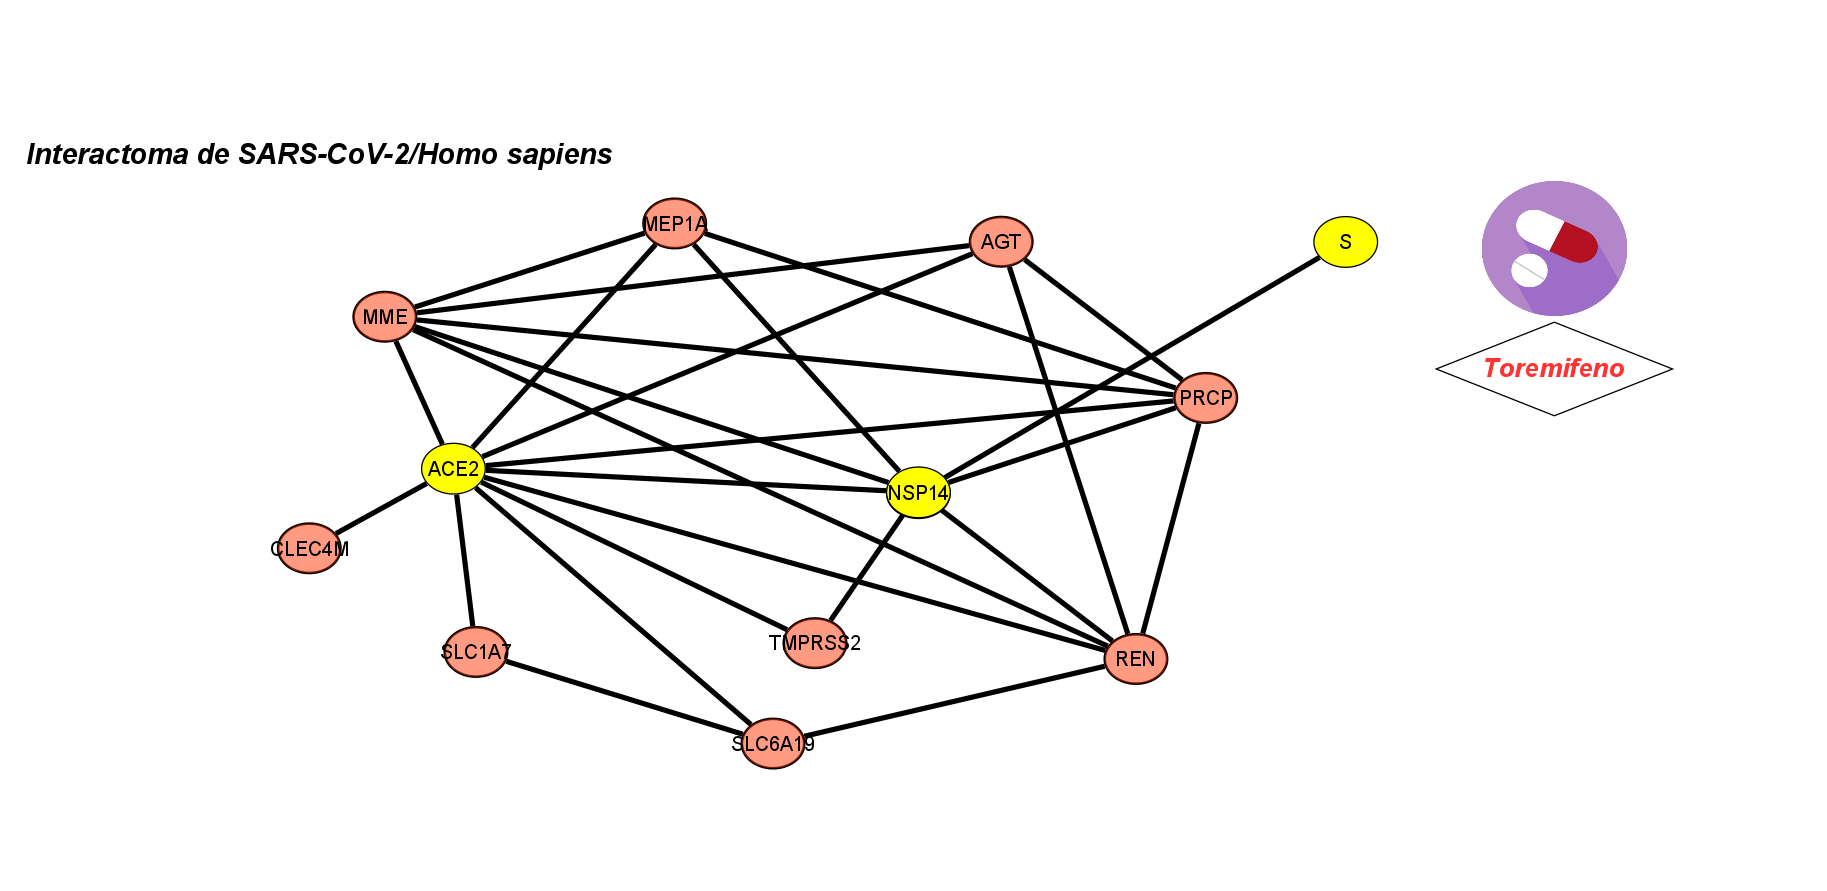 Interactoma de SARS-CoV-2/Homo sapiens
MEP1A
AGT
S
MME
Toremifeno
PRCP
ACE2
NSP14
CLEC4M
TMPRSS2
SLC1A7
REN
SLC6A19